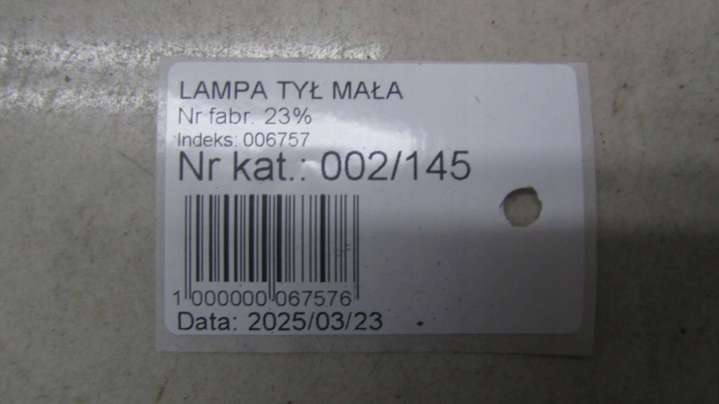 LAMPA TYŁ MAŁA
Nr fabr. 23%
Indeks: 006757
Nr kat.: 002/145
1 000000 067576
Data: 2025/03/23